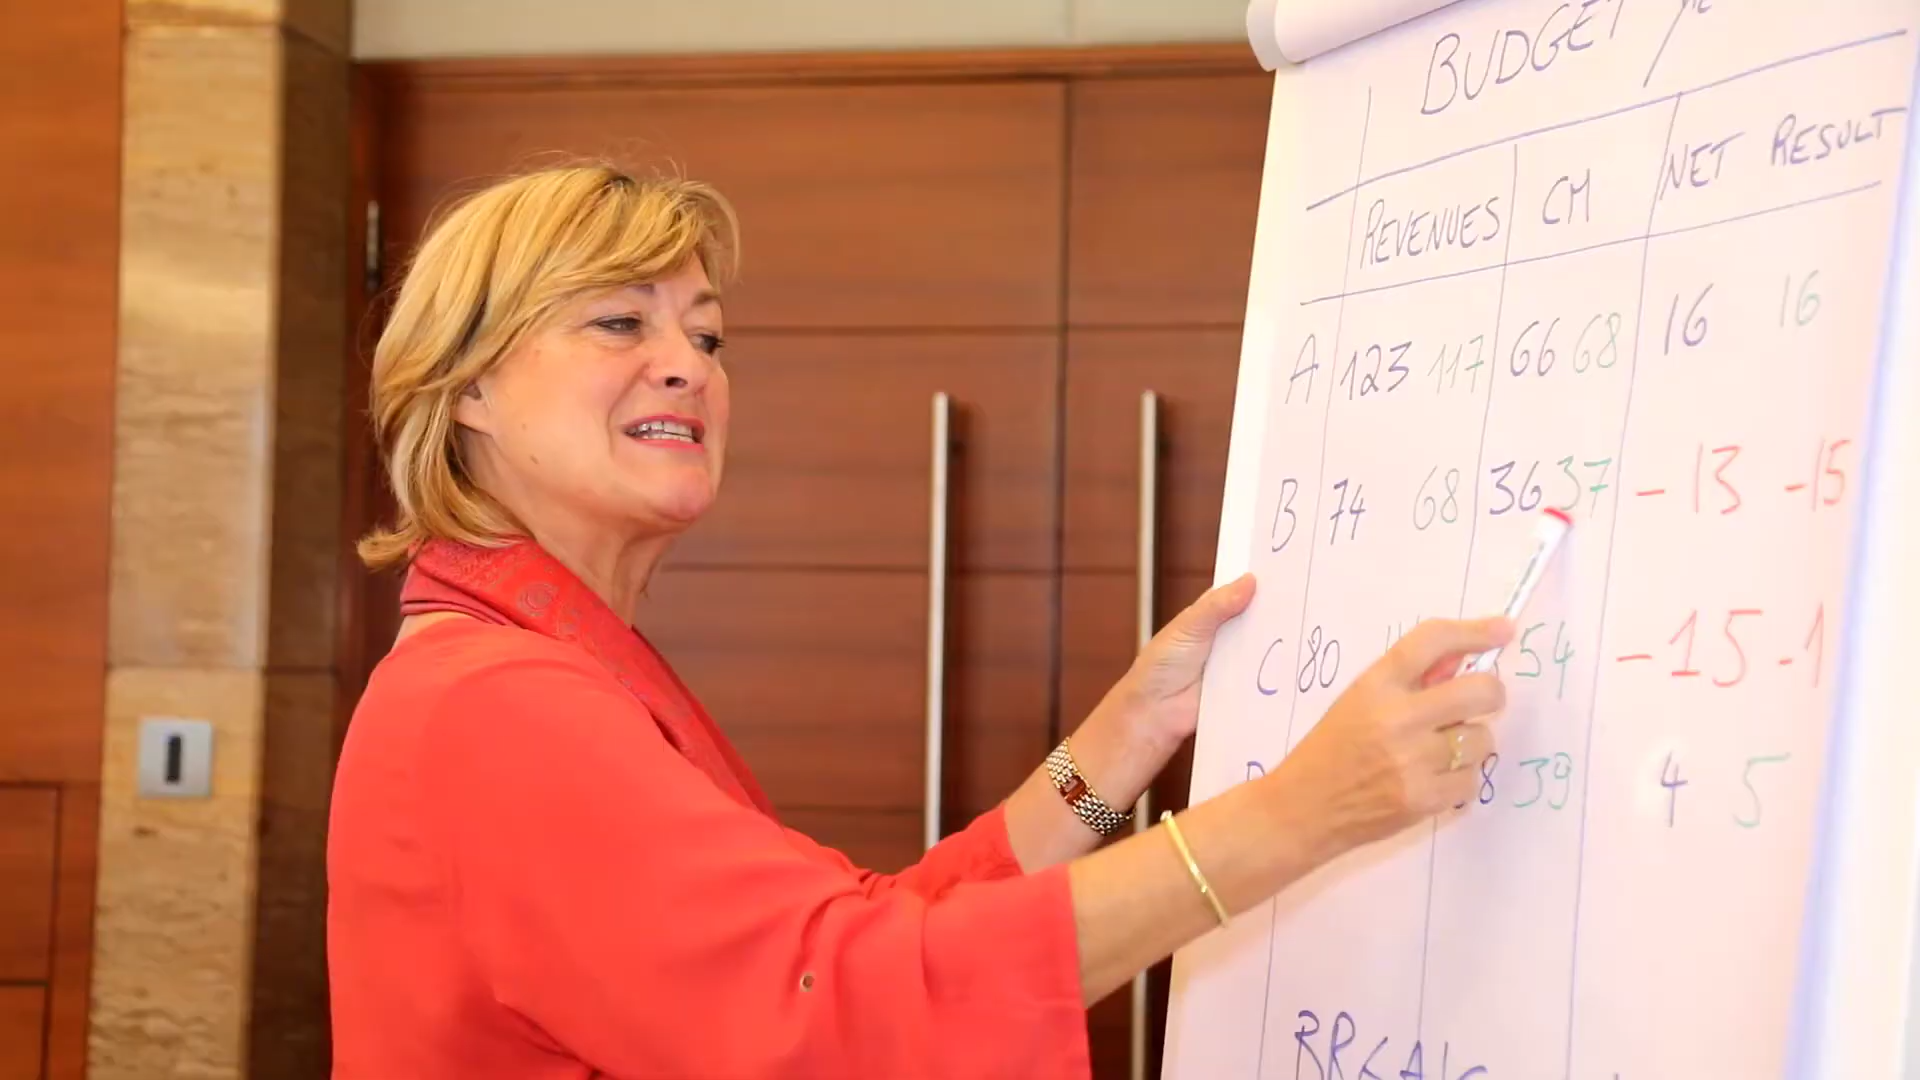 BUDGET /
REVENUES CM NET RESULT
A 123 117 66 68 16 16
B 74 68 36 37 -13 -15
C 80 54 -15 -1
8 39 4 5